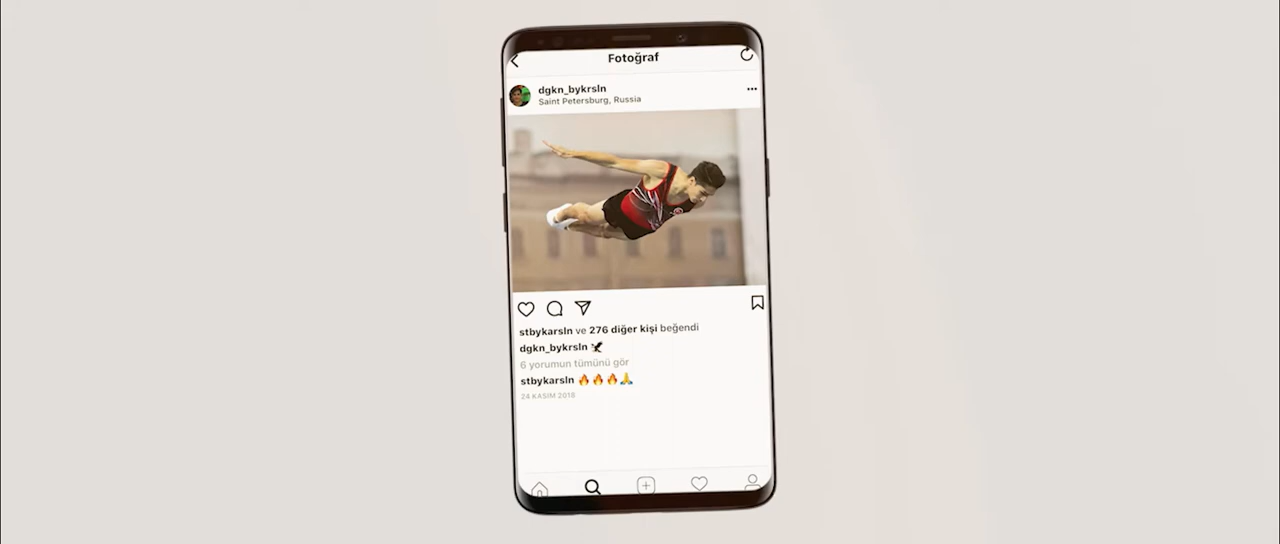 Fotoğraf
dgkn_bykrsln
Saint Petersburg, Russia
stbykarsln ve 276 diğer kişi beğendi
dgkn_bykrsln
6 yorumun tümünü gör
stbykarsln 🔥🔥🔥🙏
24 KASIM 2018